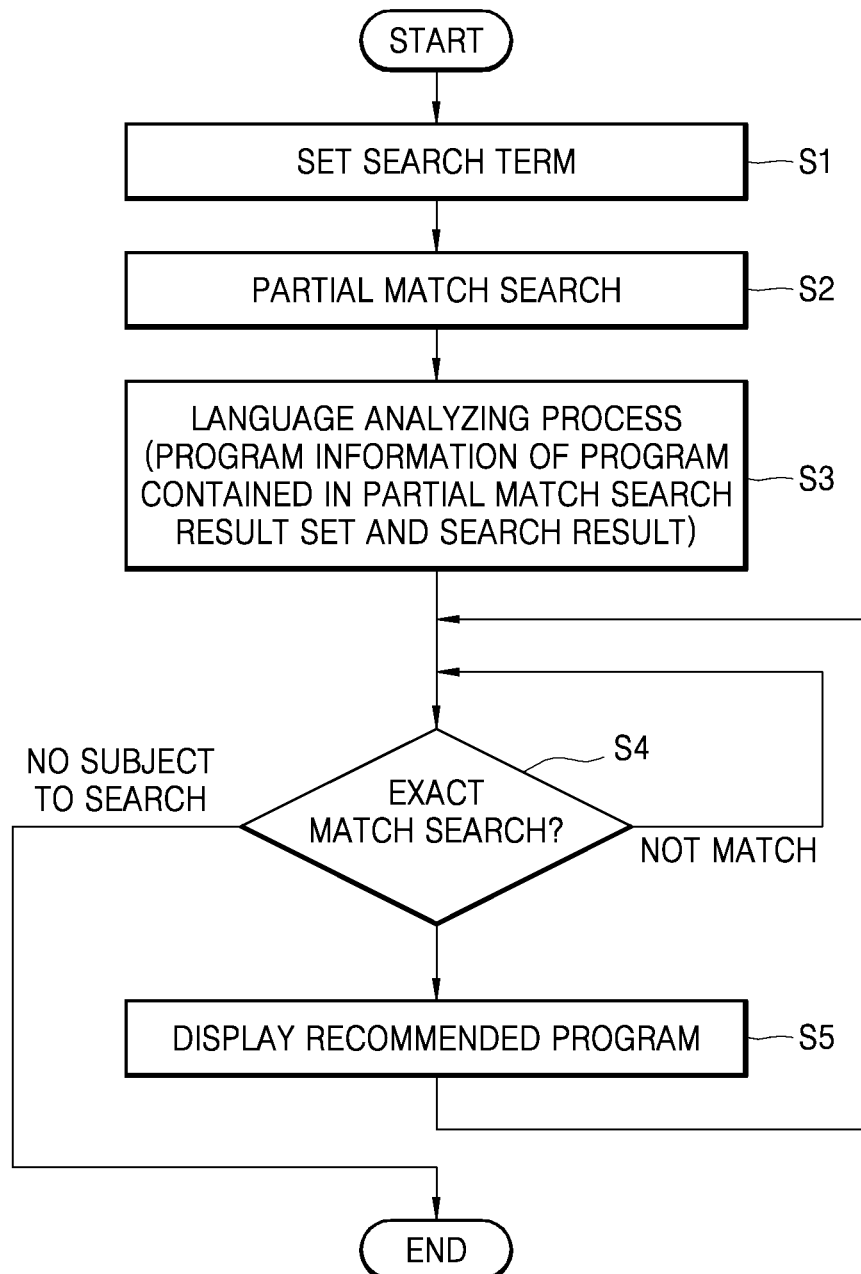 START
SET SEARCH TERM
S1
PARTIAL MATCH SEARCH
S2
LANGUAGE ANALYZING PROCESS
(PROGRAM INFORMATION OF PROGRAM
CONTAINED IN PARTIAL MATCH SEARCH
RESULT SET AND SEARCH RESULT)
S3
NO SUBJECT
TO SEARCH
S4
EXACT
MATCH SEARCH?
NOT MATCH
DISPLAY RECOMMENDED PROGRAM
S5
END